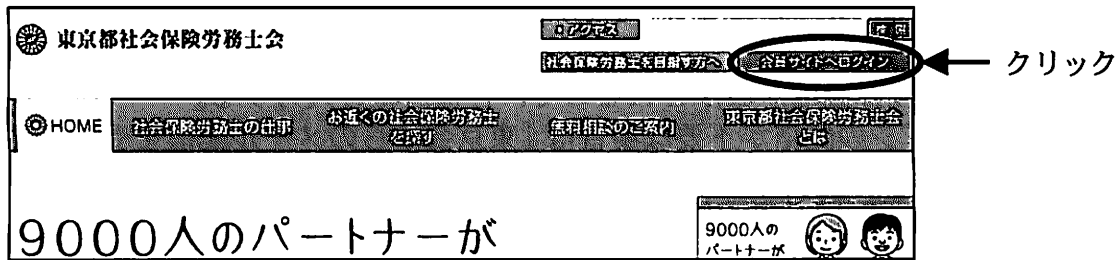 東京都社会保険労務士会
アクセス
検索
社会保険労務士を目指す方へ
会員サイトへログイン
クリック
HOME
社会保険労務士の仕事
お近くの社会保険労務士
を探す
無料相談のご案内
東京都社会保険労務士会
とは
9000人のパートナーが
9000人の
パートナーが